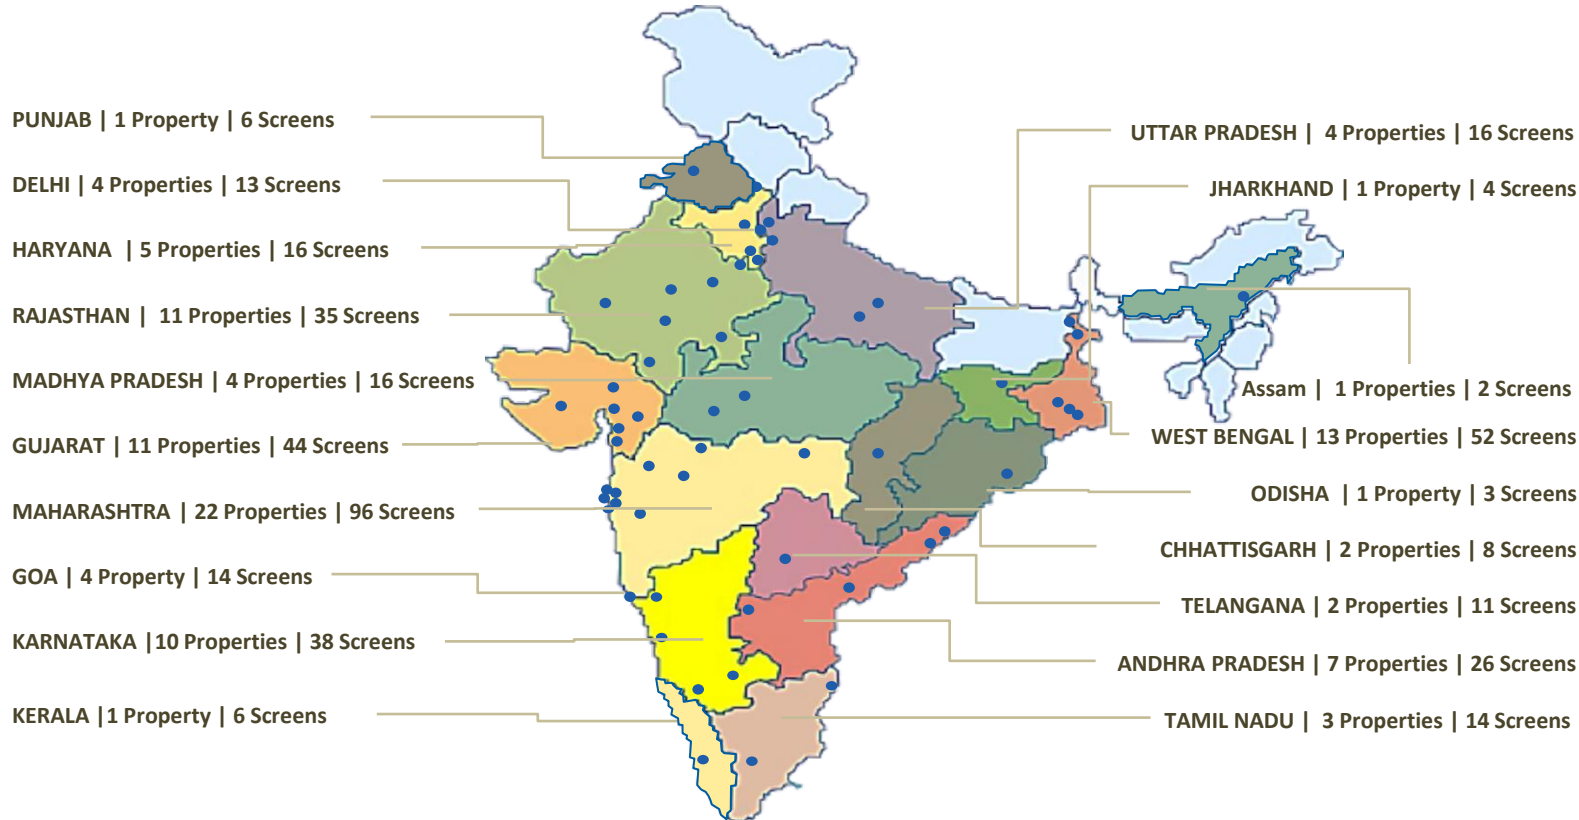 PUNJAB | 1 Property | 6 Screens
DELHI | 4 Properties | 13 Screens
HARYANA | 5 Properties | 16 Screens
RAJASTHAN | 11 Properties | 35 Screens
MADHYA PRADESH | 4 Properties | 16 Screens
GUJARAT | 11 Properties | 44 Screens
MAHARASHTRA | 22 Properties | 96 Screens
GOA | 4 Property | 14 Screens
KARNATAKA |10 Properties | 38 Screens
KERALA |1 Property | 6 Screens
UTTAR PRADESH | 4 Properties | 16 Screens
JHARKHAND | 1 Property | 4 Screens
Assam | 1 Properties | 2 Screens
WEST BENGAL | 13 Properties | 52 Screens
ODISHA | 1 Property | 3 Screens
CHHATTISGARH | 2 Properties | 8 Screens
TELANGANA | 2 Properties | 11 Screens
ANDHRA PRADESH | 7 Properties | 26 Screens
TAMIL NADU | 3 Properties | 14 Screens